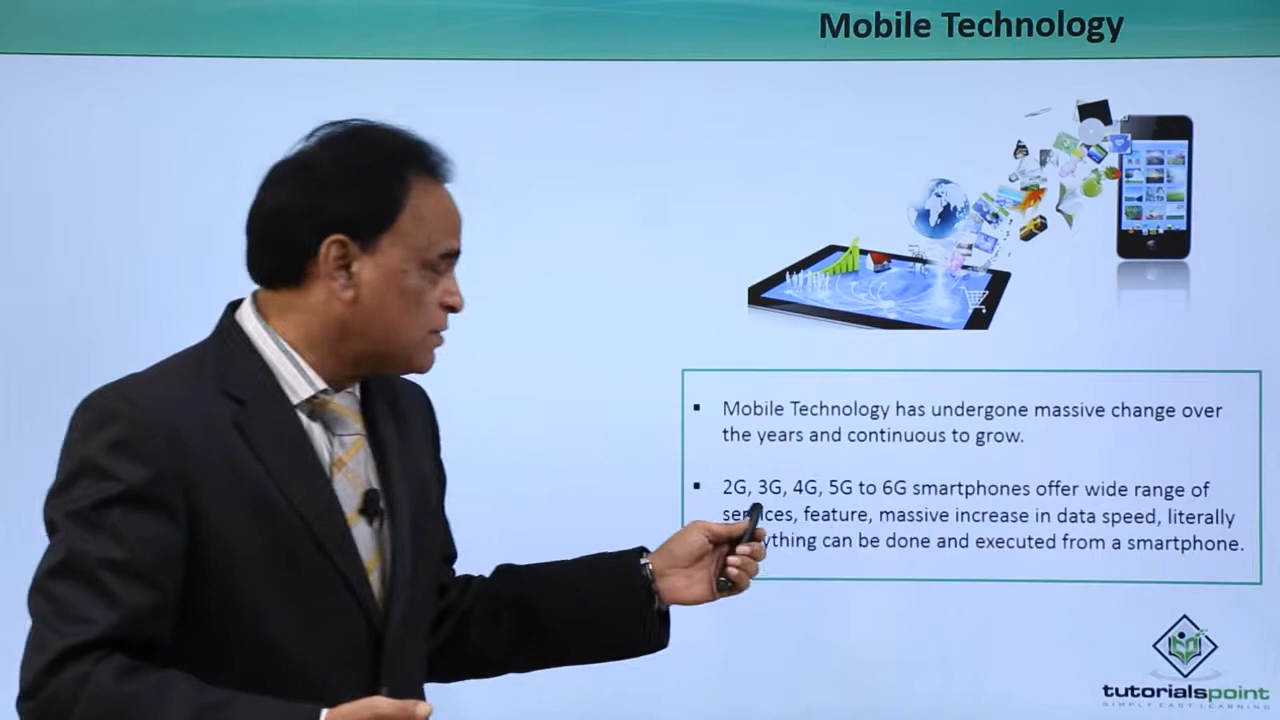 Mobile Technology
▪ Mobile Technology has undergone massive change over
the years and continuous to grow.
▪ 2G, 3G, 4G, 5G to 6G smartphones offer wide range of
services, feature, massive increase in data speed, literally
ything can be done and executed from a smartphone.
tutorialspoint
SIMPLY EASY LEARNING